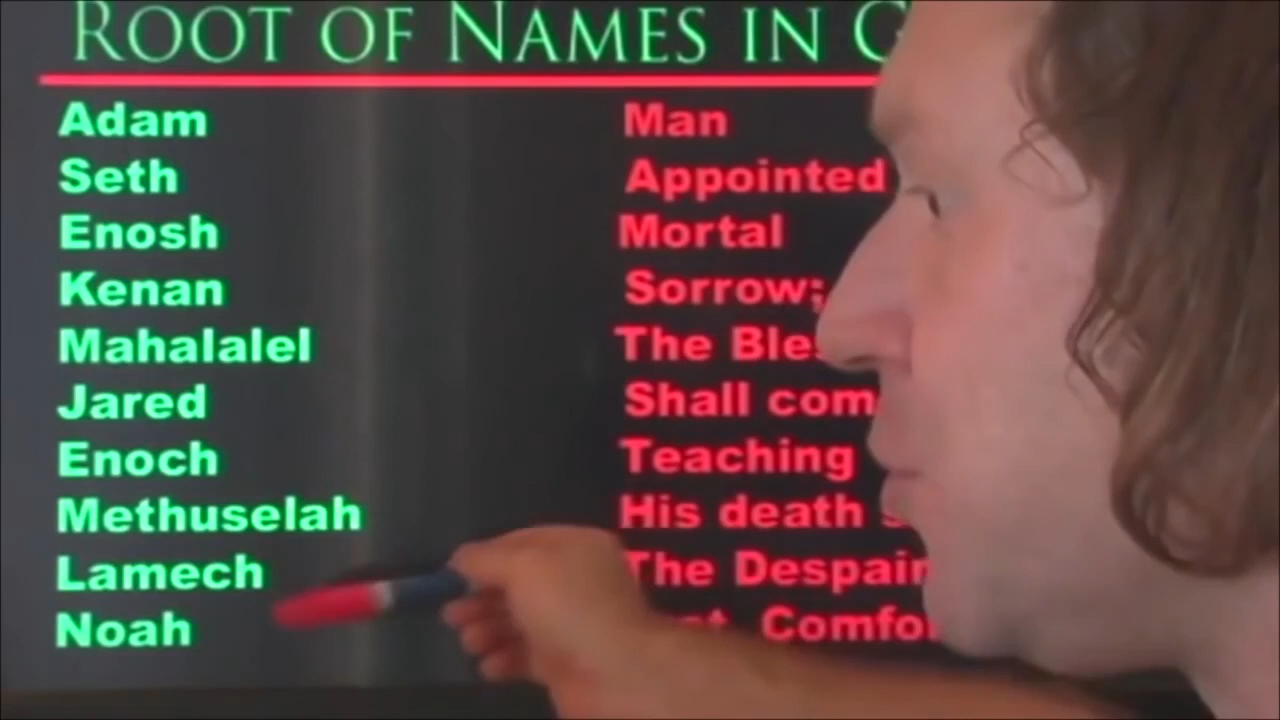 ROOT OF NAMES IN
Adam Man
Seth Appointed
Enosh Mortal
Kenan Sorrow;
Mahalalel The
Jared Shall
Enoch Teaching
Methuselah His death
Lamech The
Noah